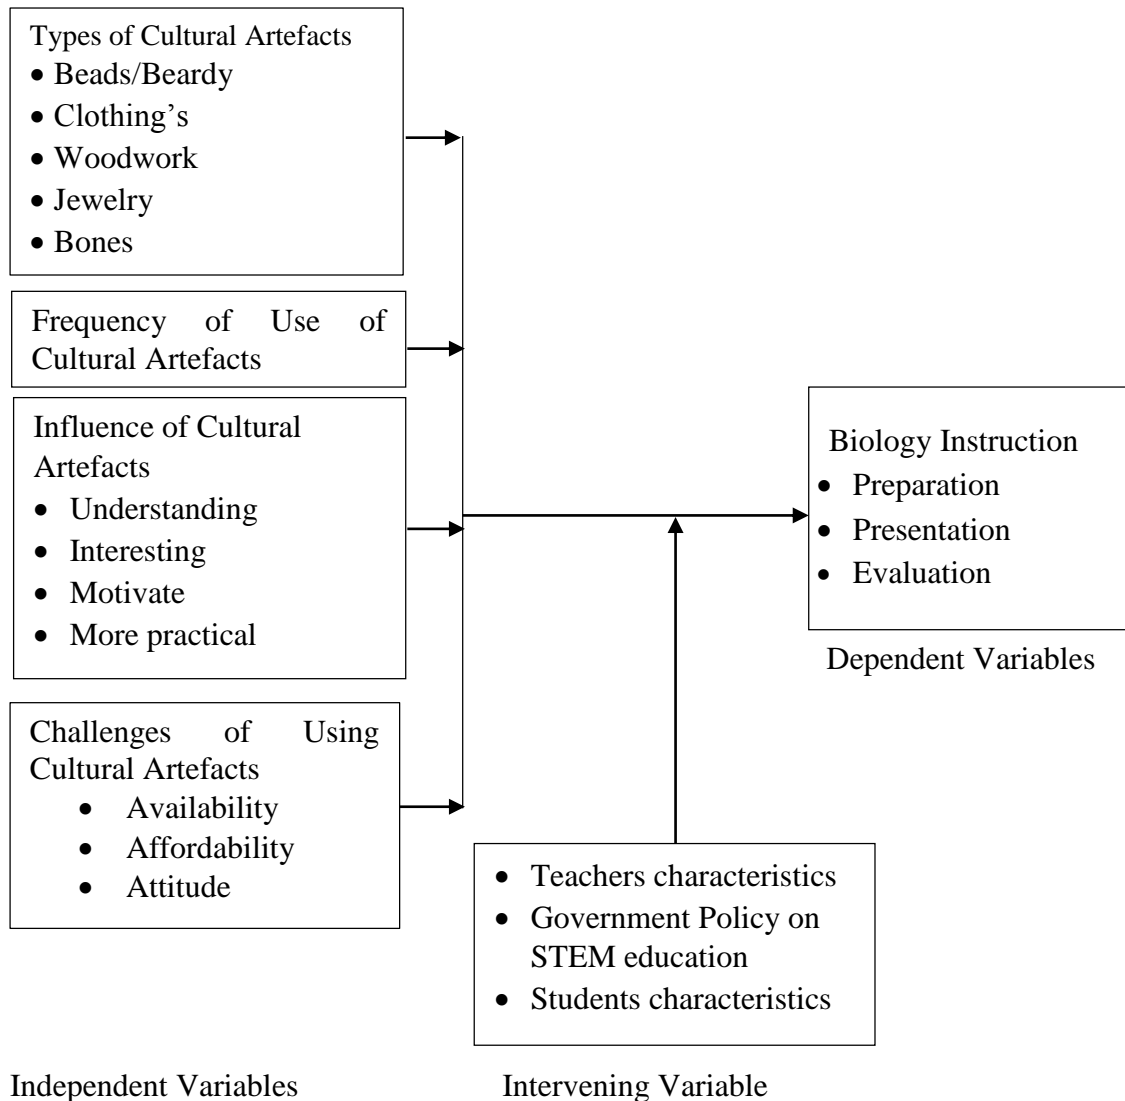 Types of Cultural Artefacts
• Beads/Beardy
• Clothing’s
• Woodwork
• Jewelry
• Bones
Frequency of Use of
Cultural Artefacts
Influence of Cultural
Artefacts
• Understanding
• Interesting
• Motivate
• More practical
Challenges of Using
Cultural Artefacts
• Availability
• Affordability
• Attitude
Biology Instruction
• Preparation
• Presentation
• Evaluation
Dependent Variables
• Teachers characteristics
• Government Policy on
STEM education
• Students characteristics
Independent Variables
Intervening Variable